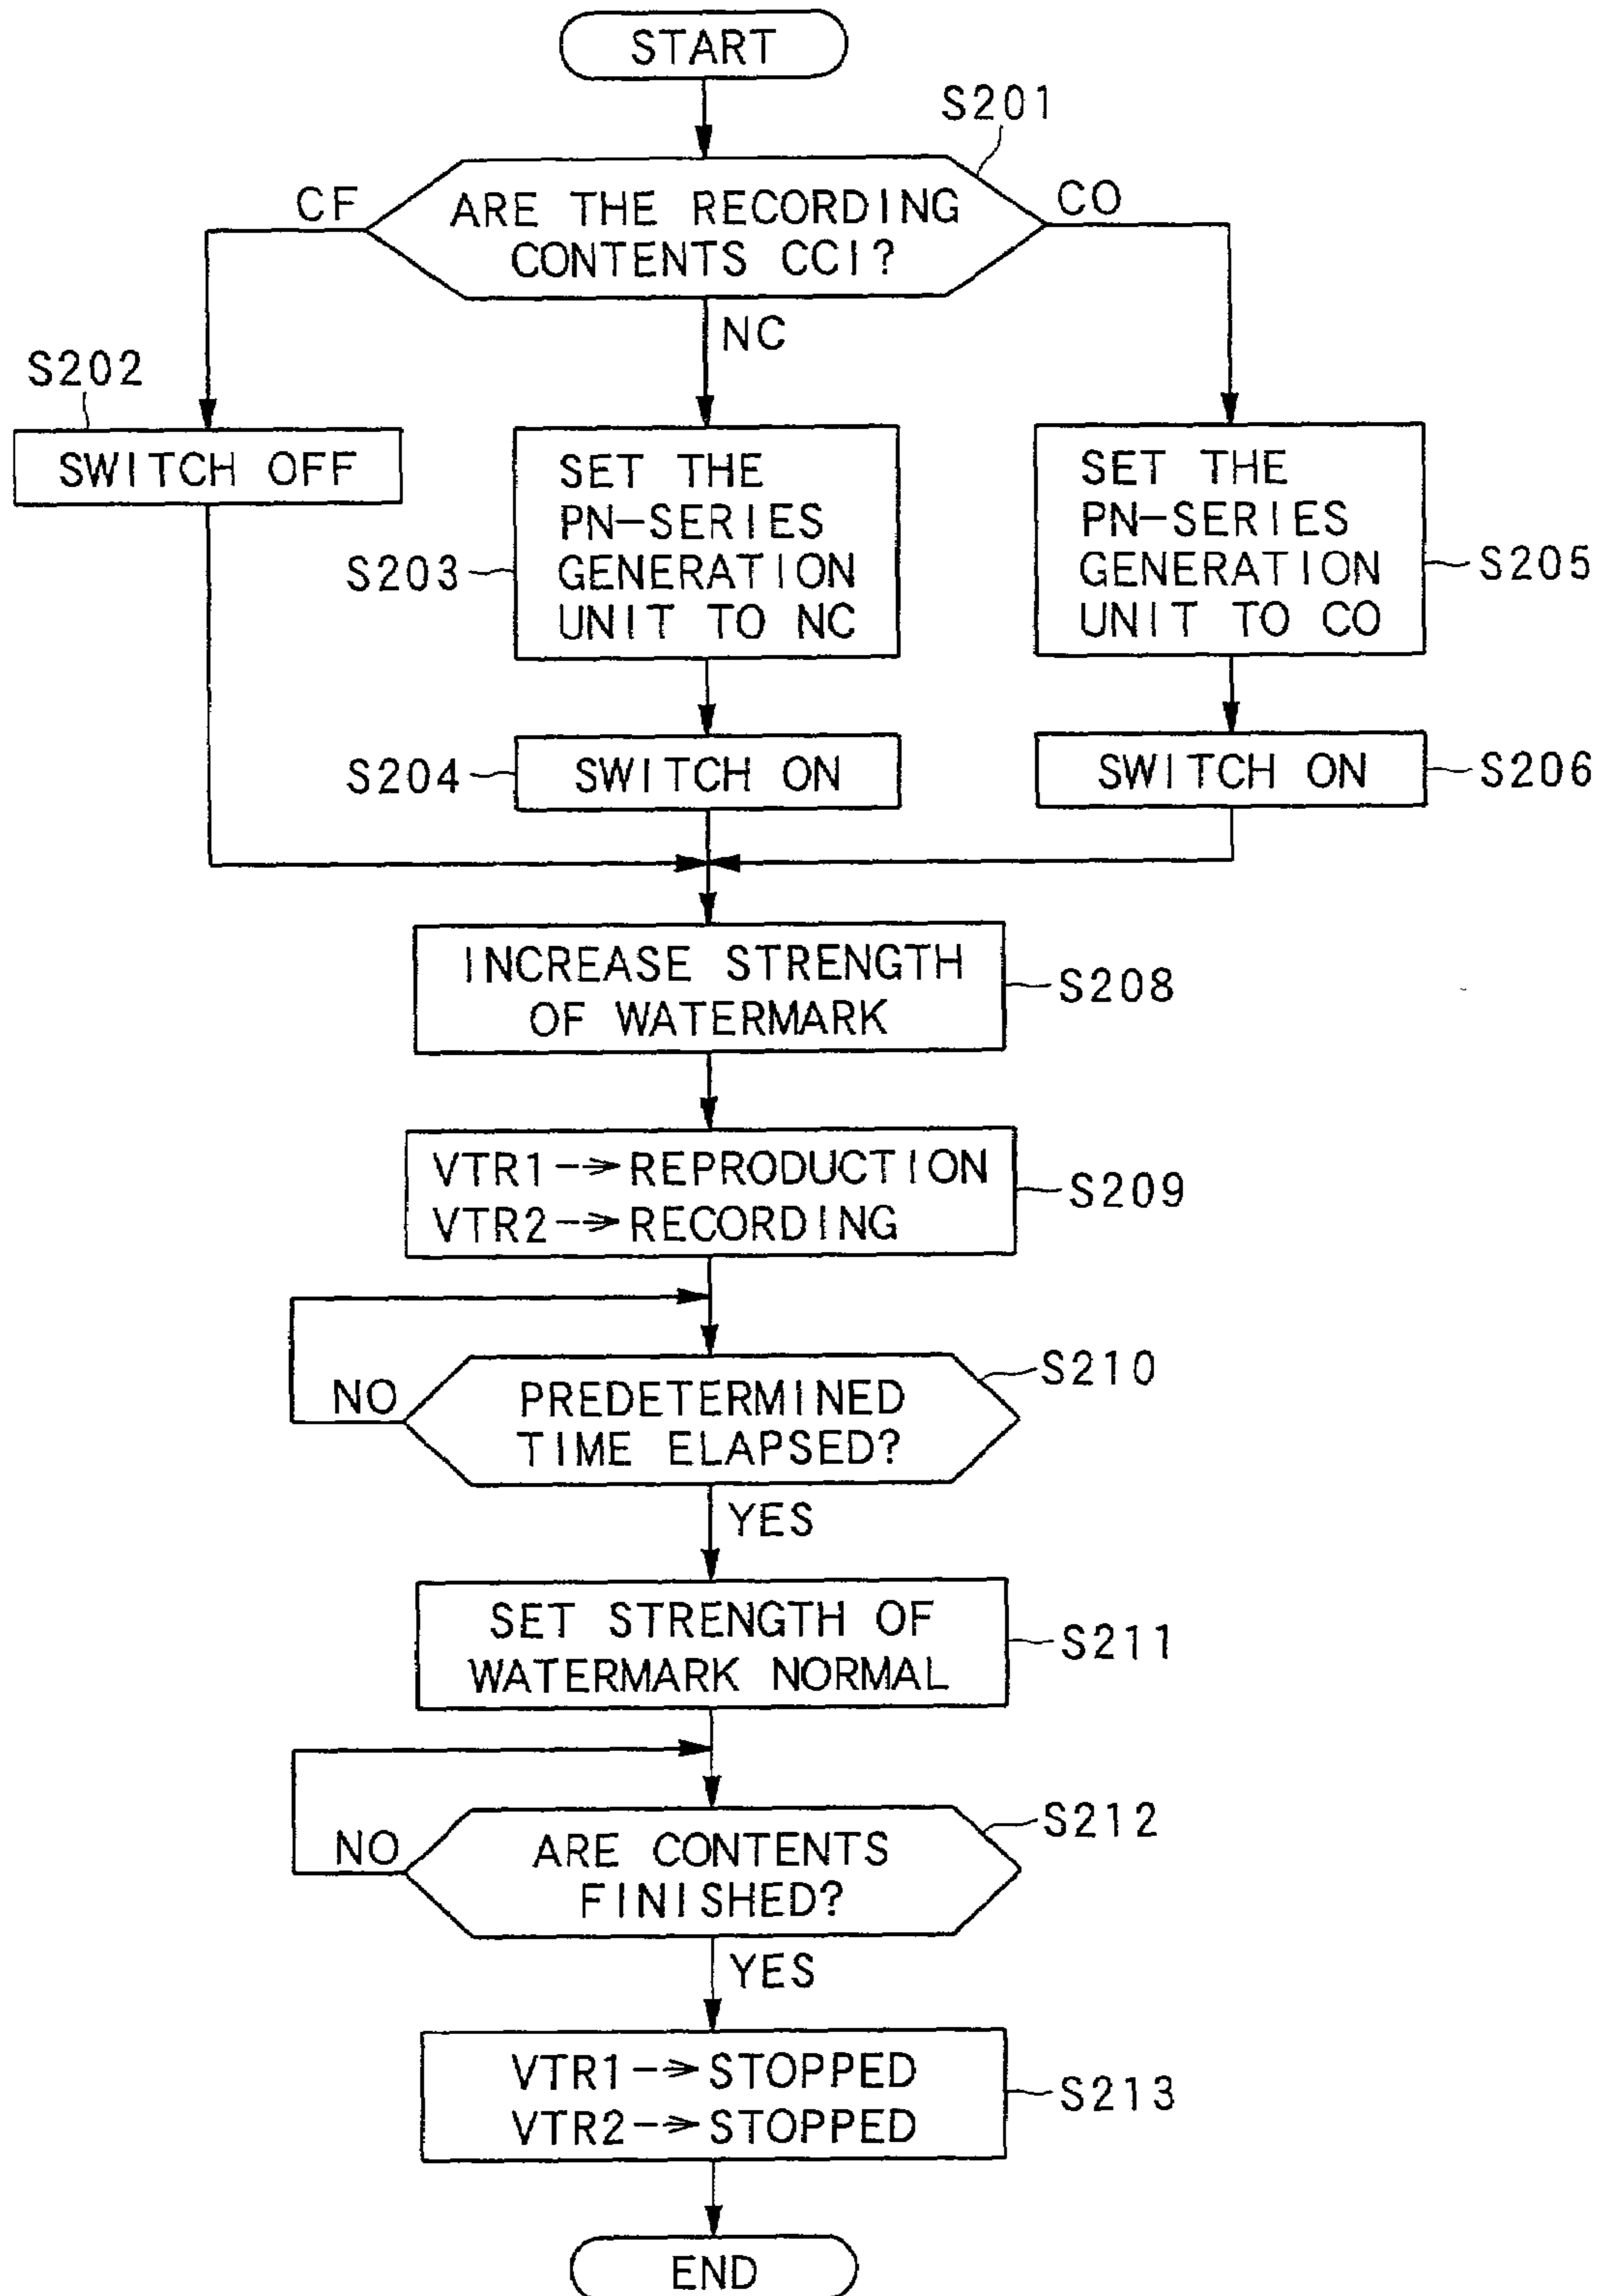 START
S201
CF
ARE THE RECORDING
CONTENTS CCI?
CO
NC
S202
SWITCH OFF
S203
SET THE
PN-SERIES
GENERATION
UNIT TO NC
SET THE
PN-SERIES
GENERATION
UNIT TO CO
S205
S204
SWITCH ON
SWITCH ON
S206
INCREASE STRENGTH
OF WATERMARK
S208
VTR1-→REPRODUCTION
VTR2-→RECORDING
S209
S210
NO
PREDETERMINED
TIME ELAPSED?
YES
SET STRENGTH OF
WATERMARK NORMAL
S211
S212
NO
ARE CONTENTS
FINISHED?
YES
VTR1-→STOPPED
VTR2-→STOPPED
S213
END